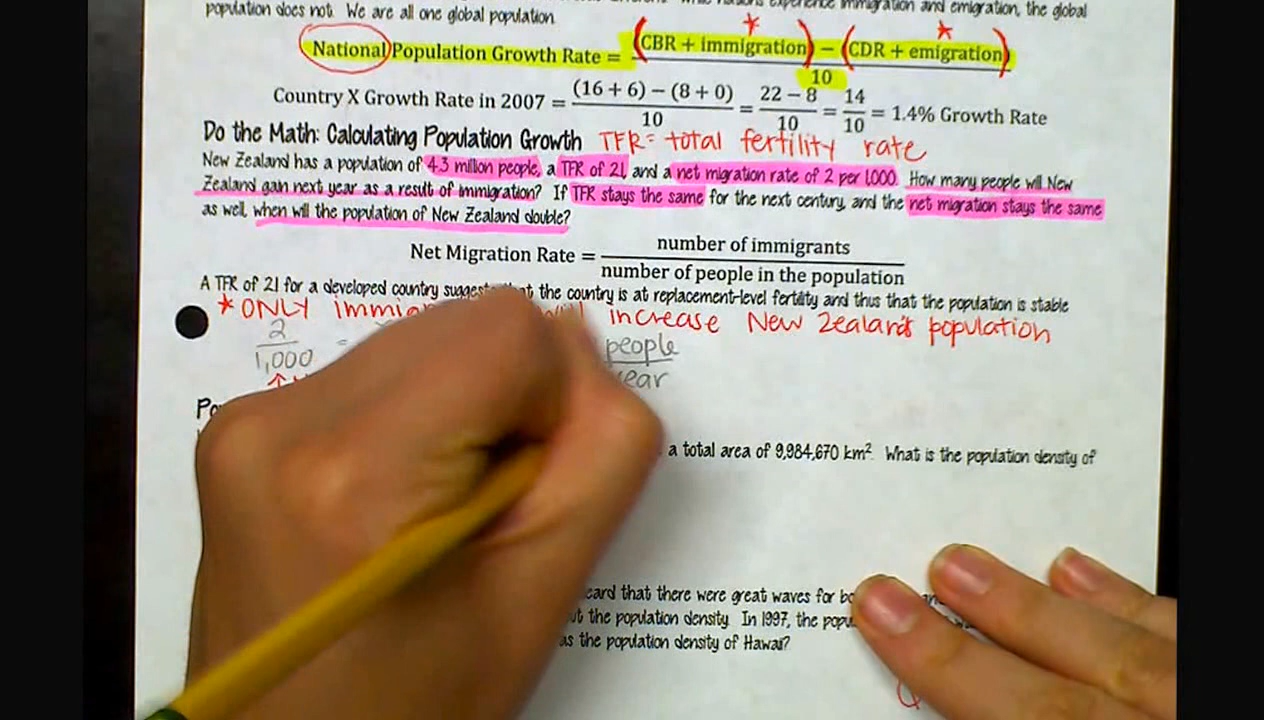 population does not. We are all one global population.
immigration and emigration, the global
National Population Growth Rate = (CBR + immigration) − (CDR + emigration)
10
Country X Growth Rate in 2007 = (16 + 6) − (8 + 0) / 10 = 22 − 8 / 10 = 14 / 10 = 1.4% Growth Rate
Do the Math: Calculating Population Growth TFR = total fertility rate
New Zealand has a population of 4.3 million people, a TFR of 2.1, and a net migration rate of 2 per 1,000. How many people will New
Zealand gain next year as a result of immigration? If TFR stays the same for the next century, and the net migration stays the same
as well, when will the population of New Zealand double?
Net Migration Rate = number of immigrants
number of people in the population
A TFR of 2.1 for a developed country the country is at replacement-level fertility and thus that the population is stable
* ONLY will increase New Zealand's population
2
1,000
=
people
a total area of 9,984,670 km². What is the population density of
that there were great waves for
the population density. In 1997, the
as the population density of Hawaii?